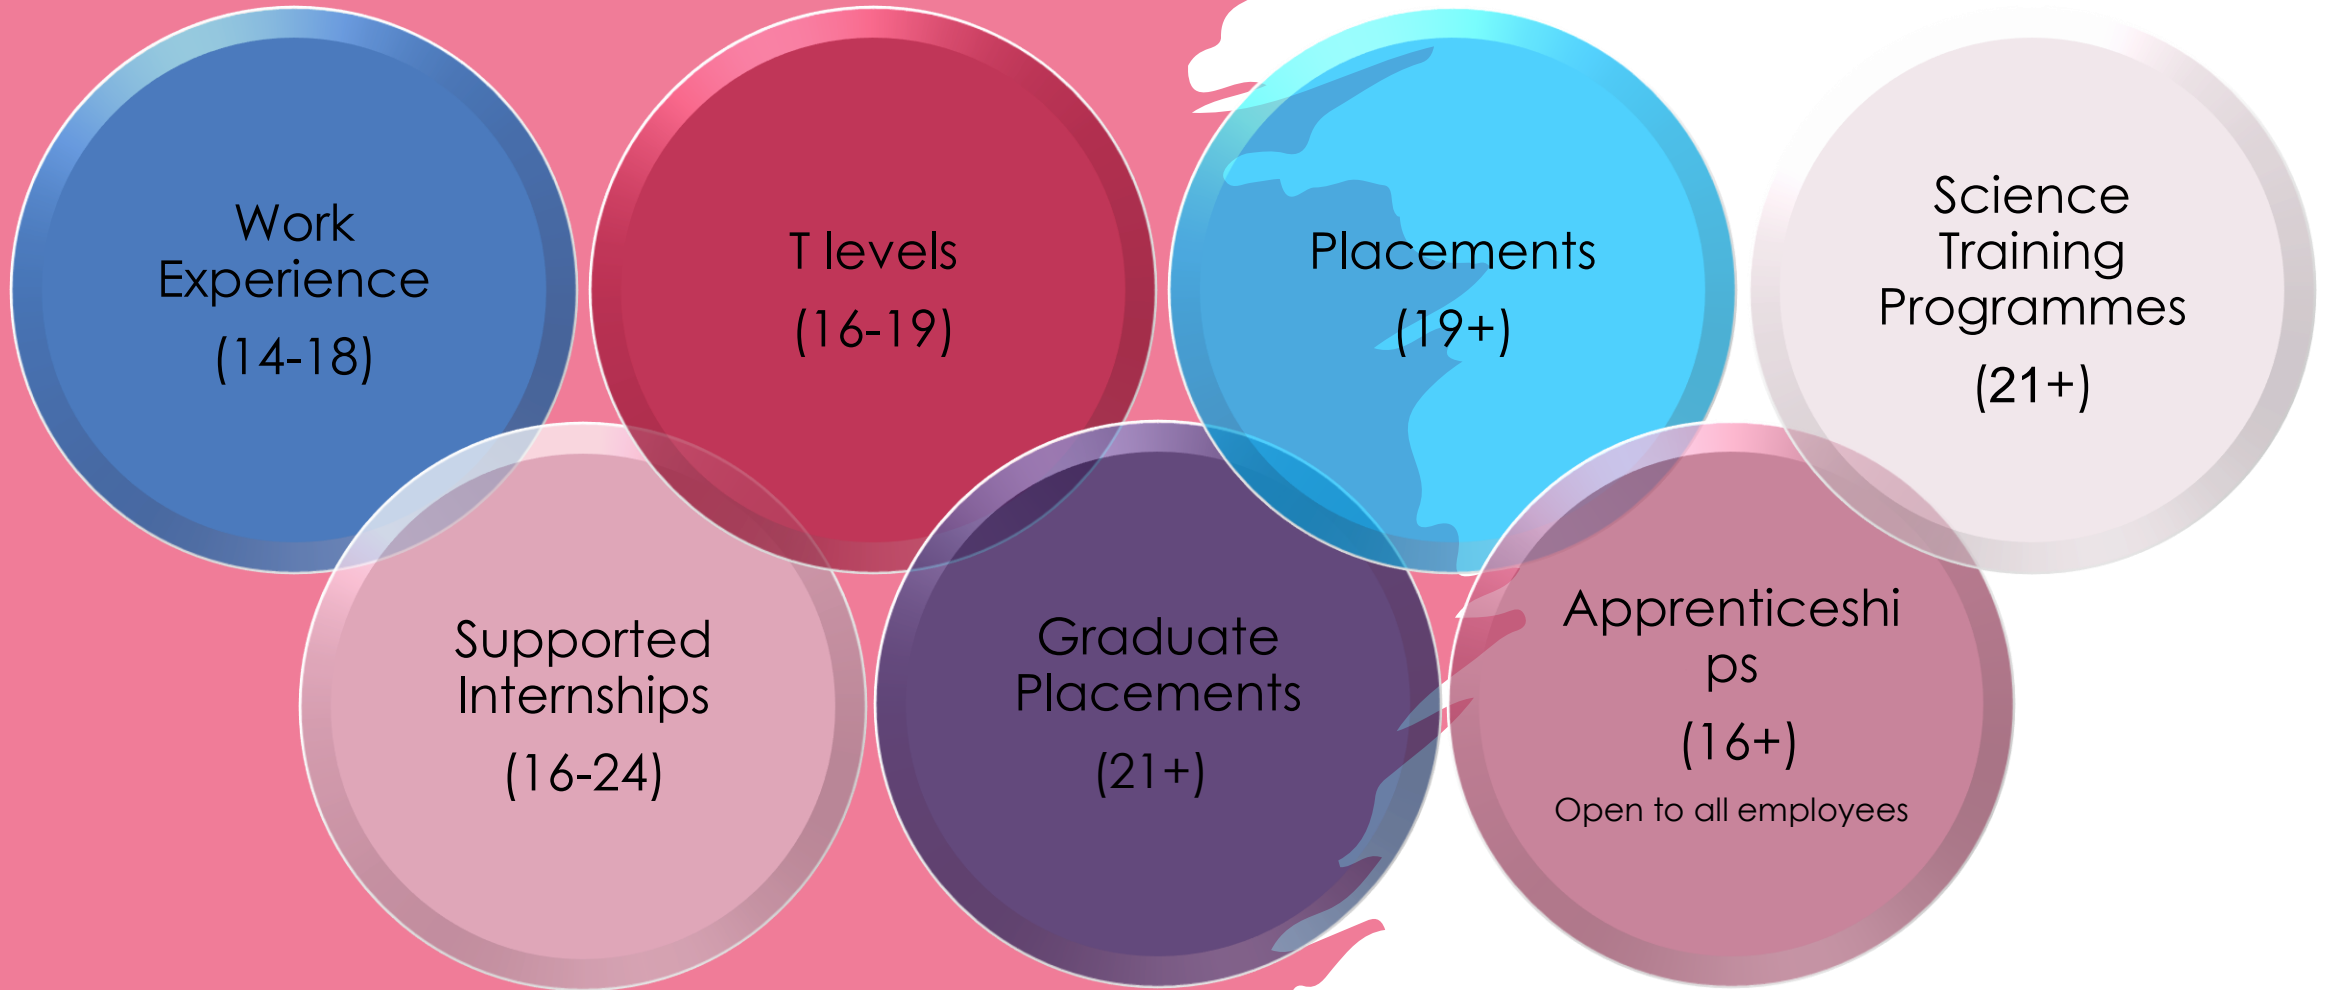 Work
Experience
(14-18)
T levels
(16-19)
Placements
(19+)
Science
Training
Programmes
(21+)
Supported
Internships
(16-24)
Graduate
Placements
(21+)
Apprenticeshi
ps
(16+)
Open to all employees